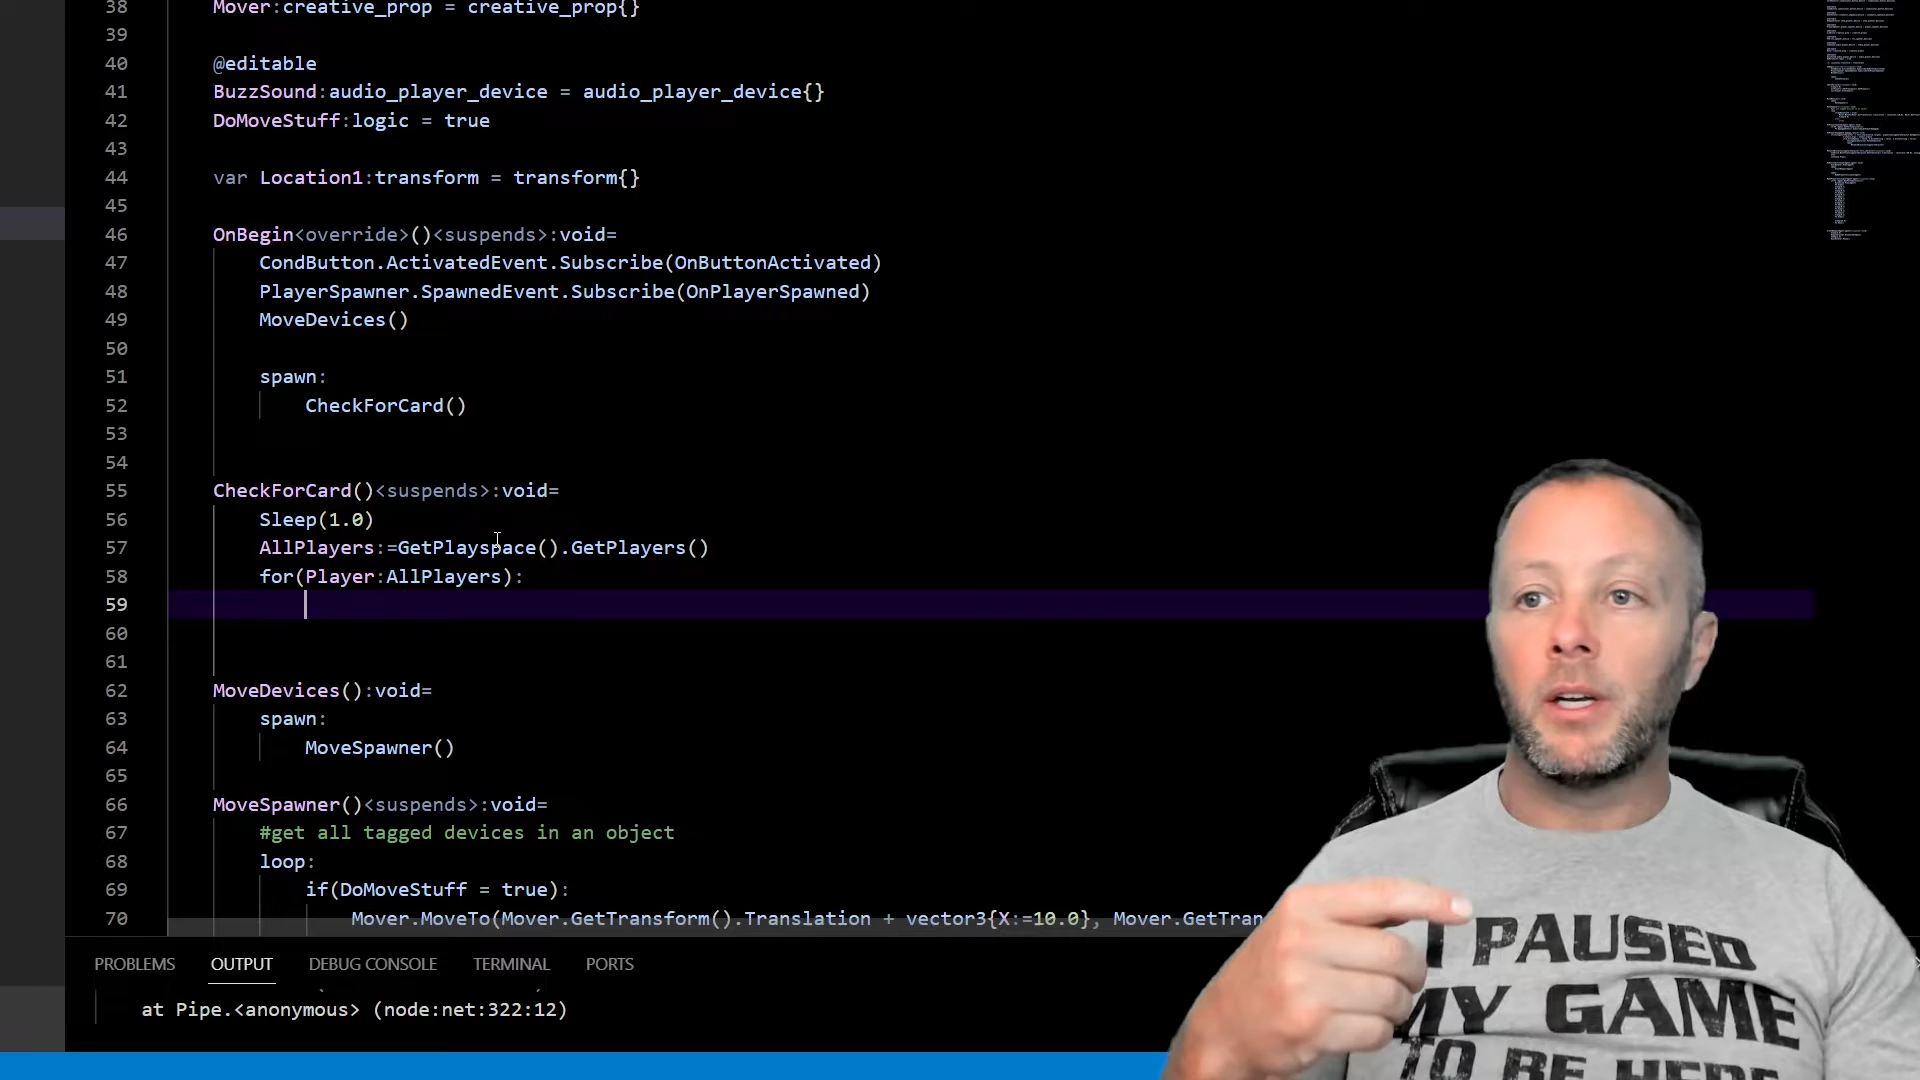 38 Mover:creative_prop = creative_prop{}
39
40 @editable
41 BuzzSound:audio_player_device = audio_player_device{}
42 DoMoveStuff:logic = true
43
44 var Location1:transform = transform{}
45
46 OnBegin<override>()<suspends>:void=
47 CondButton.ActivatedEvent.Subscribe(OnButtonActivated)
48 PlayerSpawner.SpawnedEvent.Subscribe(OnPlayerSpawned)
49 MoveDevices()
50
51 spawn:
52 CheckForCard()
53
54
55 CheckForCard()<suspends>:void=
56 Sleep(1.0)
57 AllPlayers:=GetPlayspace().GetPlayers()
58 for(Player:AllPlayers):
59
60
61
62 MoveDevices():void=
63 spawn:
64 MoveSpawner()
65
66 MoveSpawner()<suspends>:void=
67 #get all tagged devices in an object
68 loop:
69 if(DoMoveStuff = true):
70 Mover.MoveTo(Mover.GetTransform().Translation + vector3{X:=10.0}, Mover.GetTran
PROBLEMS OUTPUT DEBUG CONSOLE TERMINAL PORTS
at Pipe.<anonymous> (node:net:322:12)
I PAUSED
MY GAME
TO BE HERE